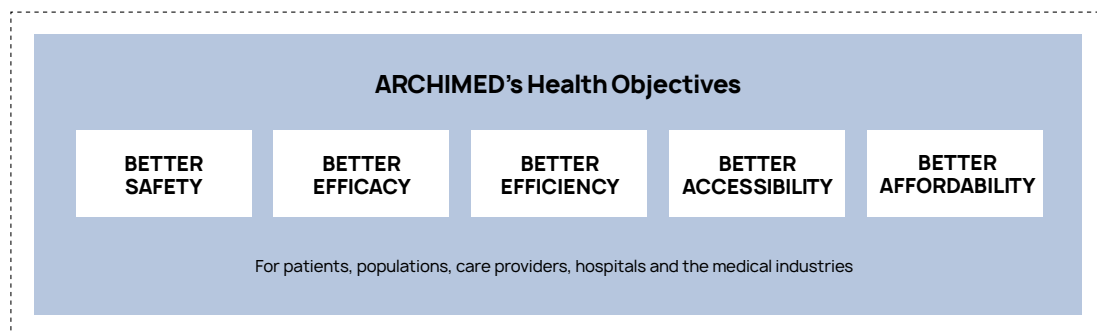 ARCHIMED's Health Objectives
BETTER
SAFETY
BETTER
EFFICACY
BETTER
EFFICIENCY
BETTER
ACCESSIBILITY
BETTER
AFFORDABILITY
For patients, populations, care providers, hospitals and the medical industries